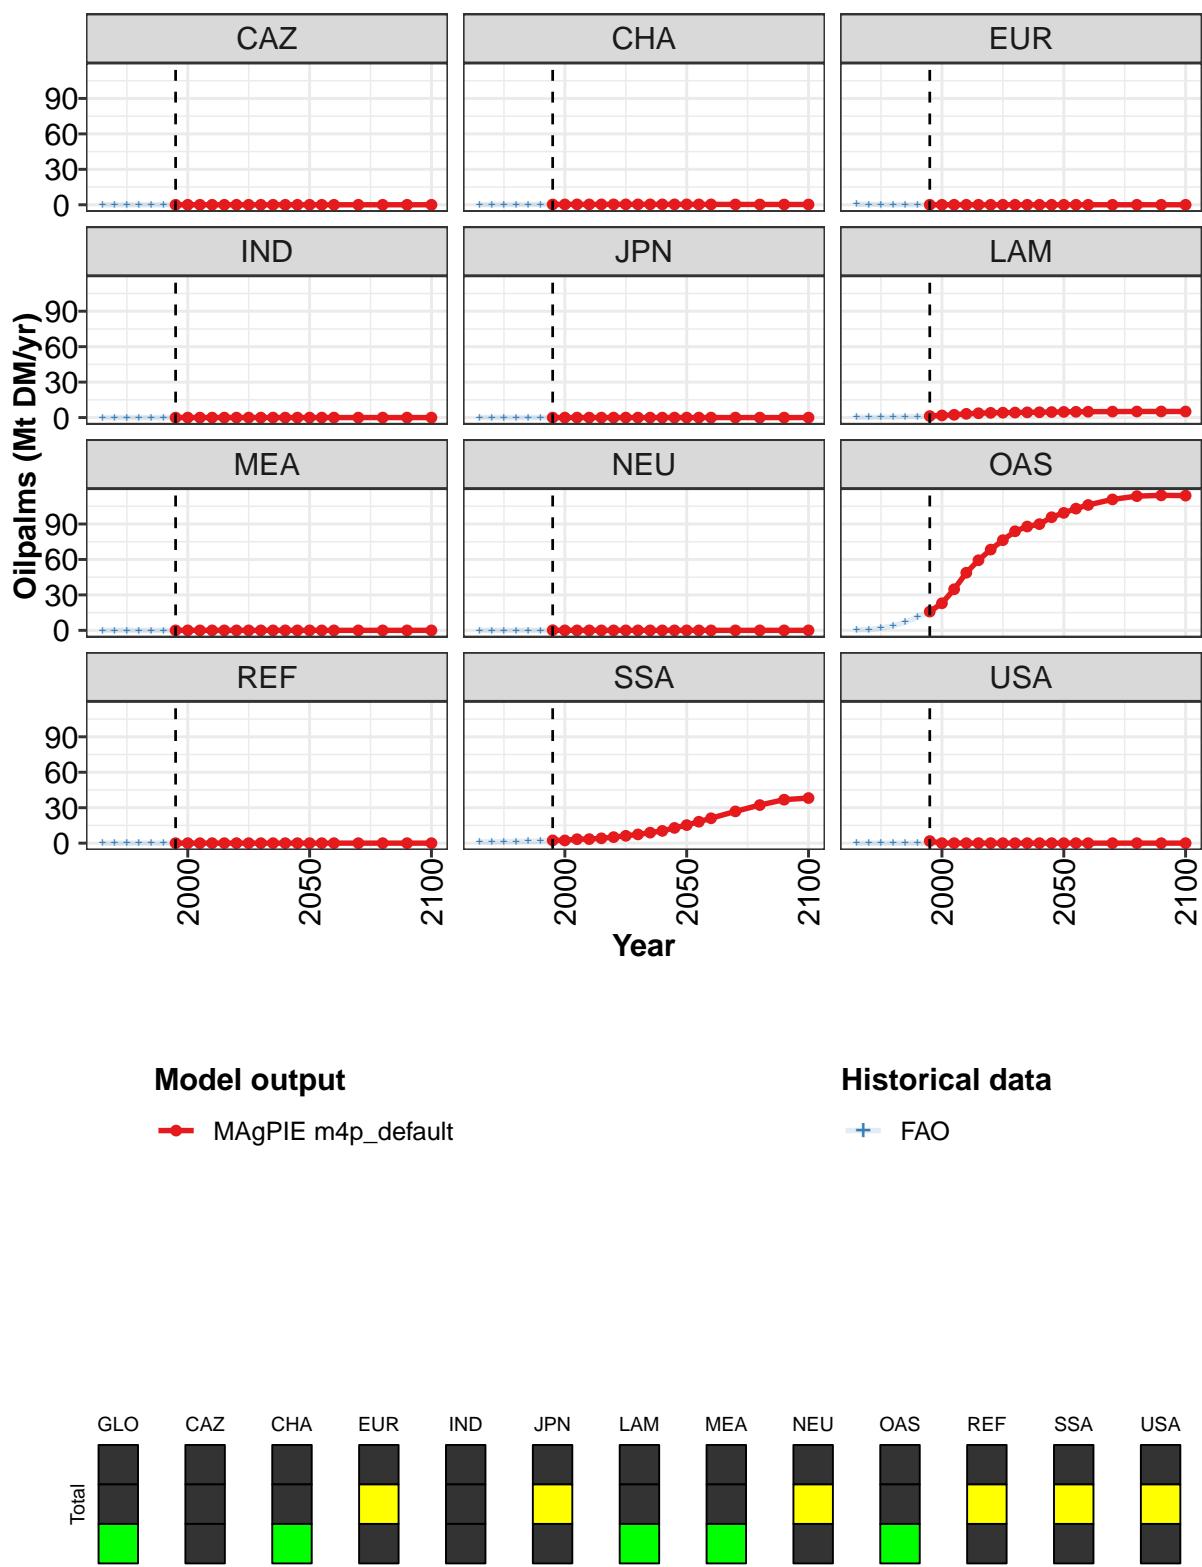 CAZ CHA EUR
90
60
30
0
IND JPN LAM
90
60
30
0
Oilpalms (Mt DM/yr)
MEA NEU OAS
90
60
30
0
REF SSA USA
90
60
30
0
2000 2050 2100 2000 2050 2100 2000 2050 2100
Year
Model output Historical data
MAgPIE m4p_default FAO
GLO CAZ CHA EUR IND JPN LAM MEA NEU OAS REF SSA USA
Total